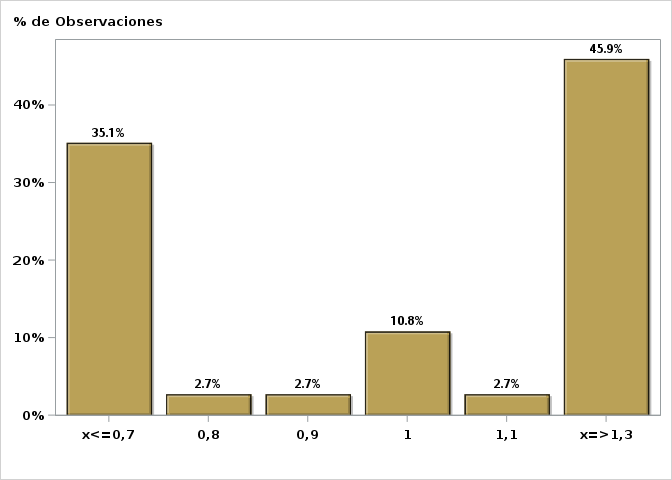 % de Observaciones
45.9%
40%
35.1%
30%
20%
10.8%
10%
2.7% 2.7% 2.7%
0%
x<=0,7 0,8 0,9 1 1,1 x=>1,3